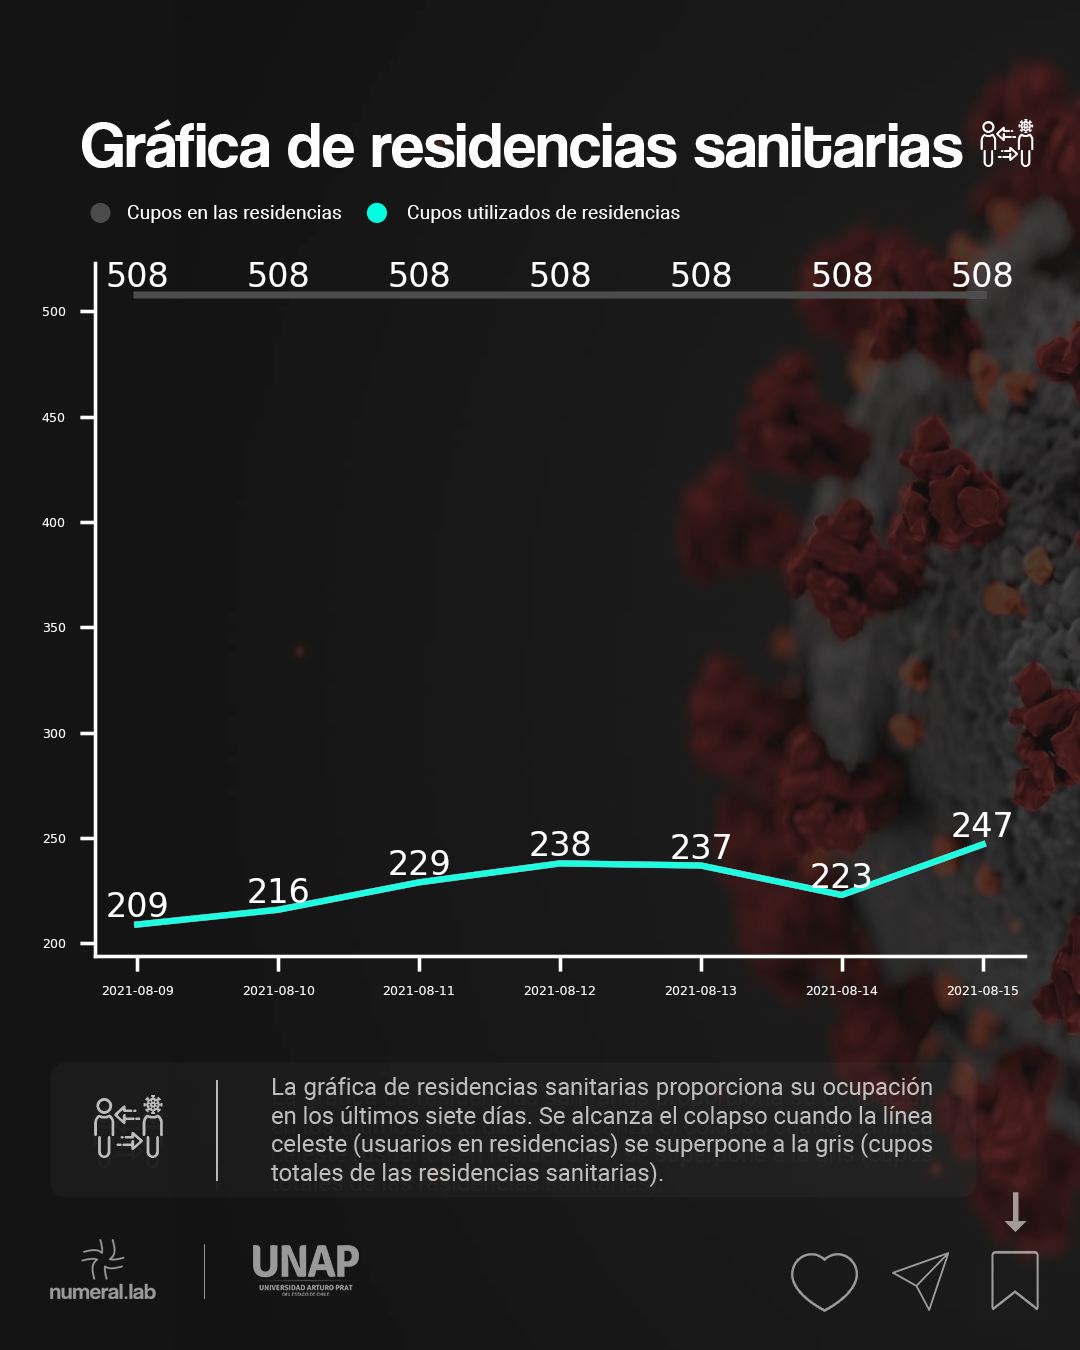 Gráfica de residencias sanitarias
Cupos en las residencias
Cupos utilizados de residencias
508 508 508 508 508 508 508
500
450
400
350
300
250
200
209 216 229 238 237 223 247
2021-08-09 2021-08-10 2021-08-11 2021-08-12 2021-08-13 2021-08-14 2021-08-15
La gráfica de residencias sanitarias proporciona su ocupación
en los últimos siete días. Se alcanza el colapso cuando la línea
celeste (usuarios en residencias) se superpone a la gris (cupos
totales de las residencias sanitarias).
numeral.lab
UNAP
UNIVERSIDAD ARTURO PRAT
DEL ESTADO DE CHILE